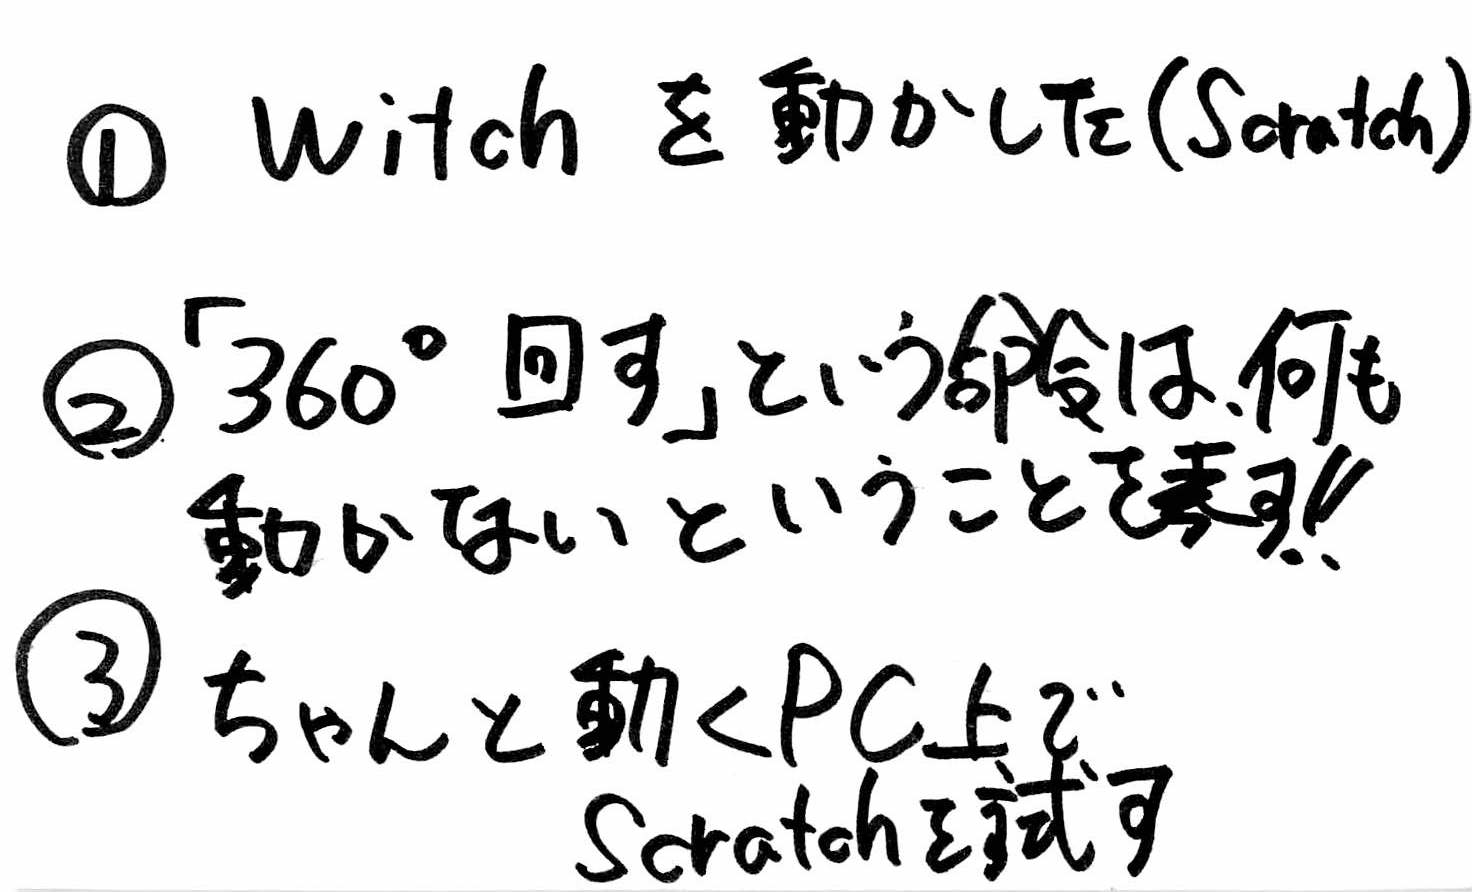 ① Witch を動かした(Scratch)
②「360°回す」という命令は、何も
動かないということを表す!!
③ ちゃんと動くPC上で
Scratchを試す